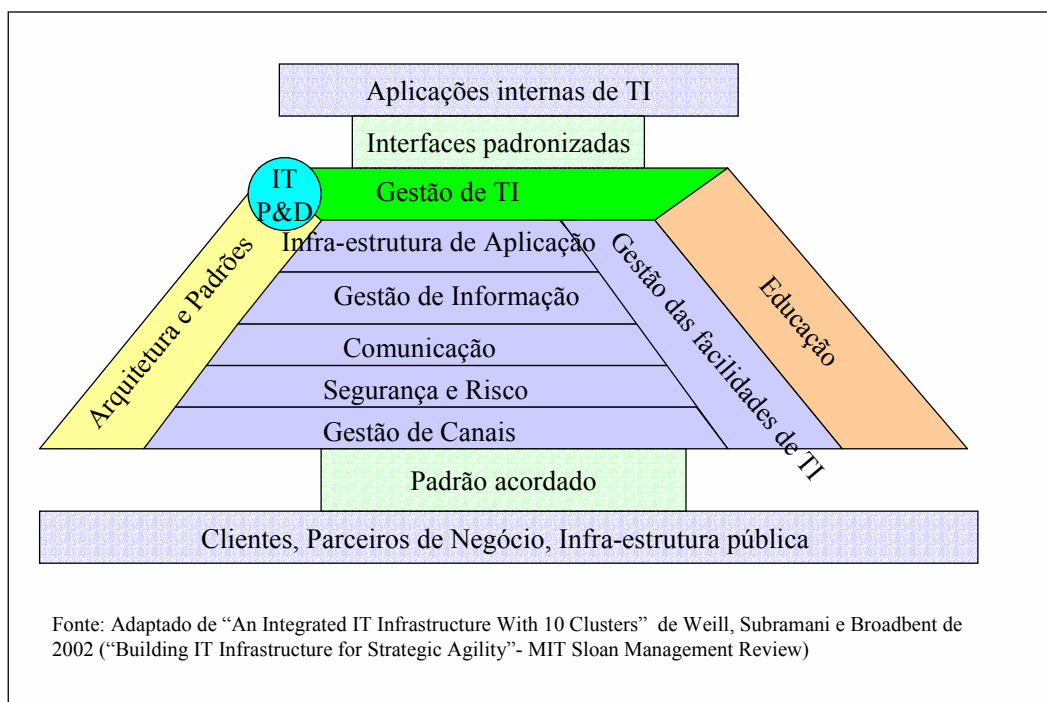 Aplicações internas de TI
Interfaces padronizadas
IT
P&D
Gestão de TI
Arquitetura e Padrões
Infra-estrutura de Aplicação
Gestão de Informação
Comunicação
Segurança e Risco
Gestão de Canais
Gestão das facilidades de TI
Educação
Padrão acordado
Clientes, Parceiros de Negócio, Infra-estrutura pública
Fonte: Adaptado de “An Integrated IT Infrastructure With 10 Clusters” de Weill, Subramani e Broadbent de
2002 (“Building IT Infrastructure for Strategic Agility”- MIT Sloan Management Review)